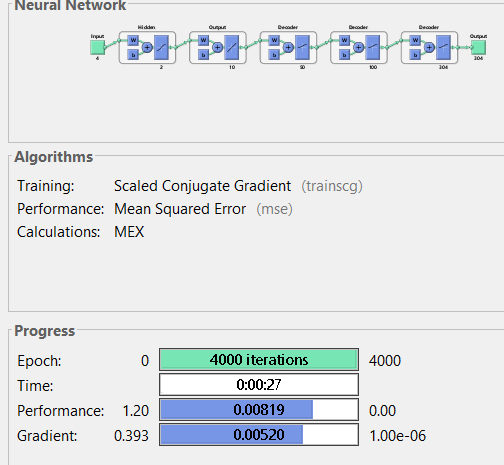 Neural Network
Hidden Output Decoder Decoder Decoder
Input Output
W W W W W
b b b b b
4 2 10 50 100 304 304
Algorithms
Training: Scaled Conjugate Gradient (trainscg)
Performance: Mean Squared Error (mse)
Calculations: MEX
Progress
Epoch: 0 4000 iterations 4000
Time: 0:00:27
Performance: 1.20 0.00819 0.00
Gradient: 0.393 0.00520 1.00e-06